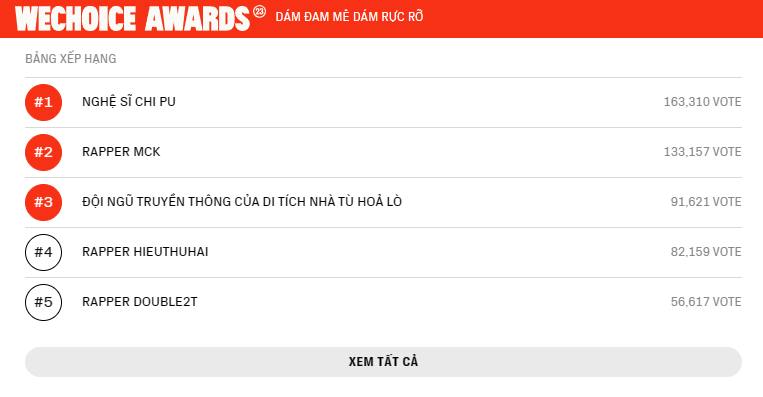 WECHOICE AWARDS 23 DÁM ĐAM MÊ DÁM RỰC RỠ
BẢNG XẾP HẠNG
#1 NGHỆ SĨ CHI PU 163,310 VOTE
#2 RAPPER MCK 133,157 VOTE
#3 ĐỘI NGŨ TRUYỀN THÔNG CỦA DI TÍCH NHÀ TÙ HOẢ LÒ 91,621 VOTE
#4 RAPPER HIEUTHUHAI 82,159 VOTE
#5 RAPPER DOUBLE2T 56,617 VOTE
XEM TẤT CẢ